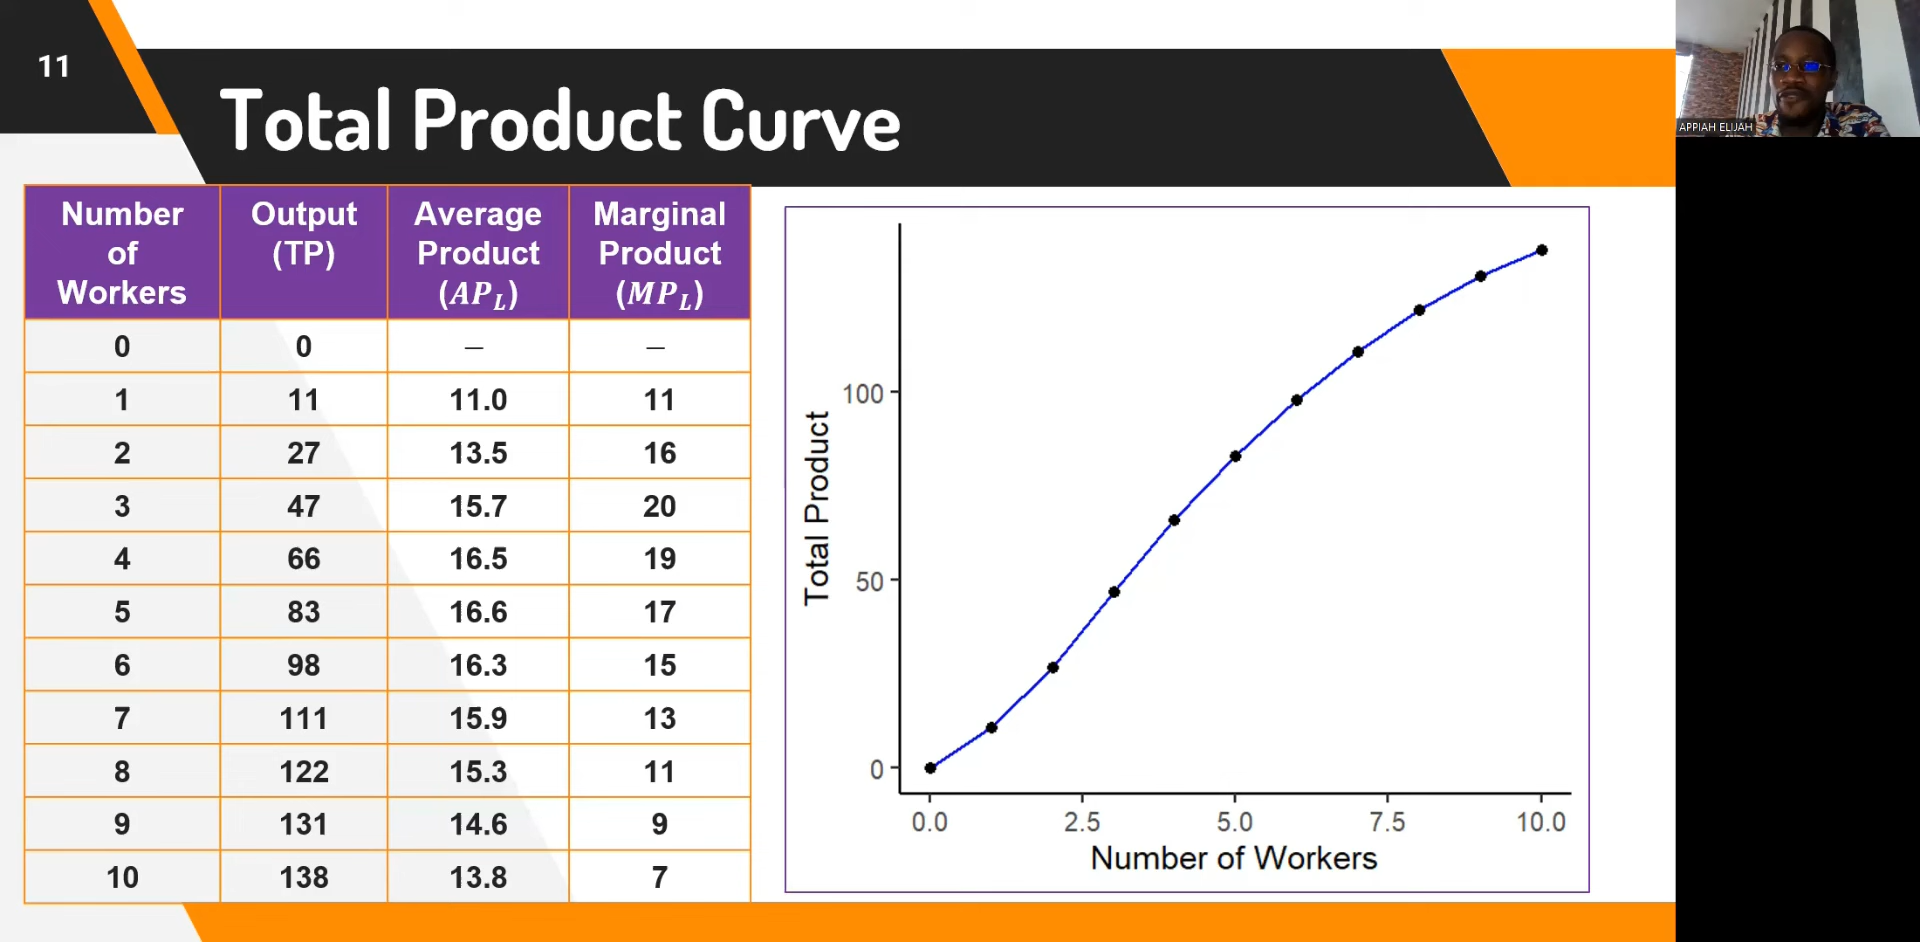 11
Total Product Curve
Number of Workers Output (TP) Average Product (APL) Marginal Product (MPL)
0 0 – –
1 11 11.0 11
2 27 13.5 16
3 47 15.7 20
4 66 16.5 19
5 83 16.6 17
6 98 16.3 15
7 111 15.9 13
8 122 15.3 11
9 131 14.6 9
10 138 13.8 7
Total Product
100
50
0
0.0 2.5 5.0 7.5 10.0
Number of Workers
APPIAH ELIJAH